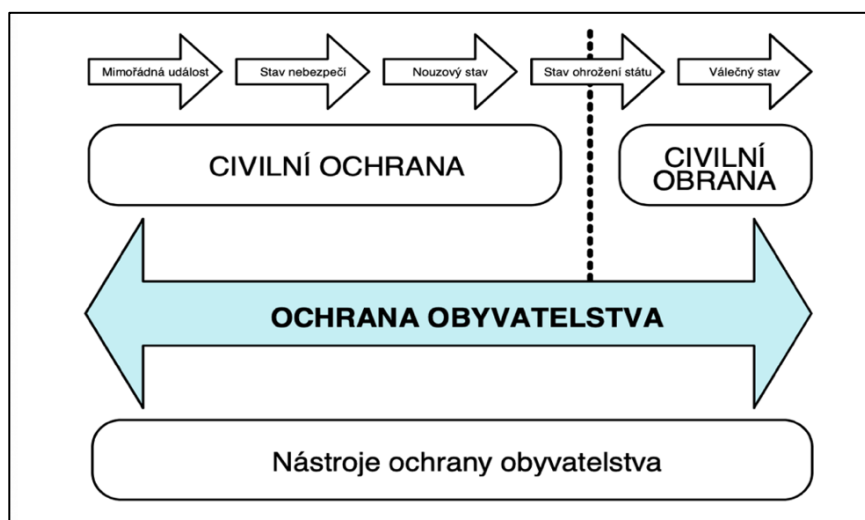 Mimořádná událost
Stav nebezpečí
Nouzový stav
Stav ohrožení státu
Válečný stav
CIVILNÍ OCHRANA
CIVILNÍ
OBRANA
OCHRANA OBYVATELSTVA
Nástroje ochrany obyvatelstva